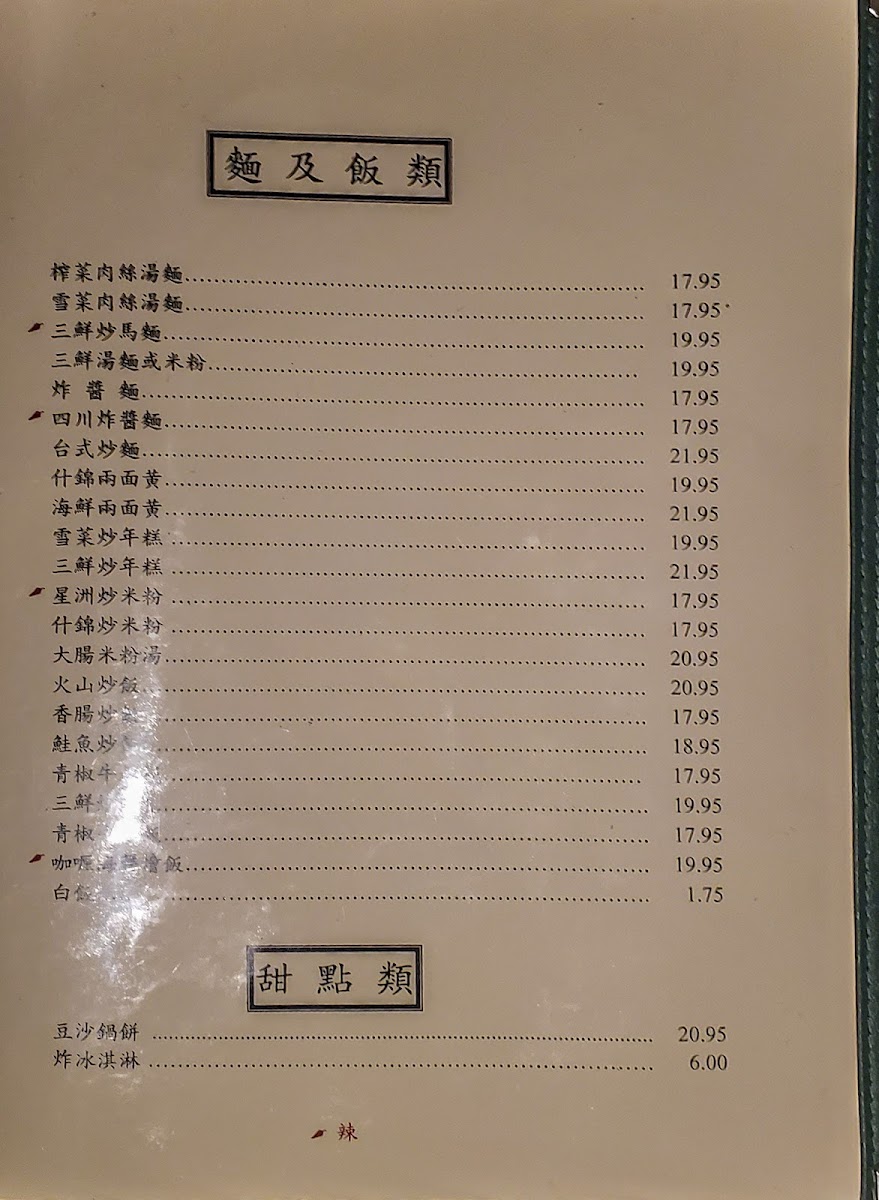 麵及飯類
榨菜肉絲湯麵 17.95
雪菜肉絲湯麵 17.95
三鮮炒馬麵 19.95
三鮮湯麵或米粉 19.95
炸醬麵 17.95
四川炸醬麵 17.95
台式炒麵 21.95
什錦兩面黄 19.95
海鮮兩面黄 21.95
雪菜炒年糕 19.95
三鮮炒年糕 21.95
星洲炒米粉 17.95
什錦炒米粉 17.95
大腸米粉湯 20.95
火山炒飯 20.95
香腸炒 17.95
鮭魚炒 18.95
青椒牛 17.95
三鮮 19.95
青椒 17.95
咖喱海鮮燴飯 19.95
白飯 1.75
甜點類
豆沙鍋餅 20.95
炸冰淇淋 6.00
辣